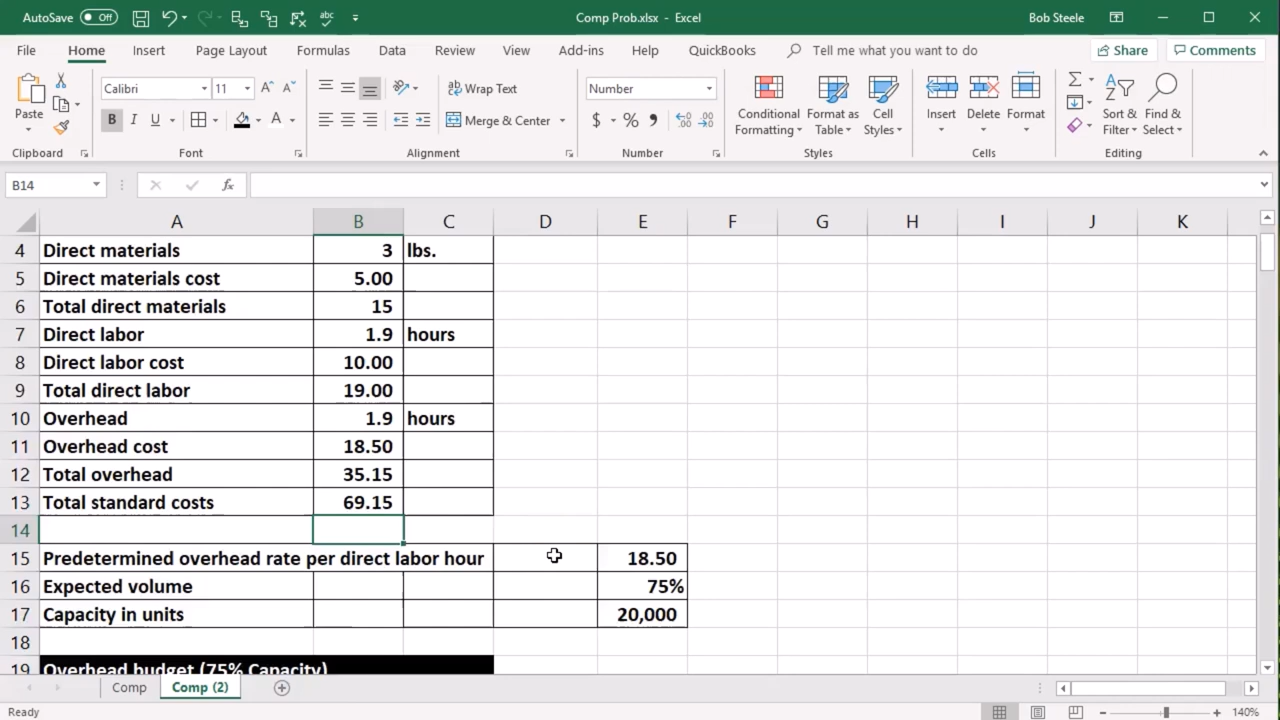 AutoSave Off Comp Prob.xlsx - Excel Bob Steele
File Home Insert Page Layout Formulas Data Review View Add-ins Help QuickBooks Tell me what you want to do Share Comments
Paste Calibri 11 A A ab Wrap Text Number Conditional Formatting Format as Table Cell Styles Insert Delete Format Sort & Filter Find & Select
B I U A Merge & Center $ % ,
Clipboard Font Alignment Number Styles Cells Editing
B14 fx
A B C D E F G H I J K
4 Direct materials 3 lbs.
5 Direct materials cost 5.00
6 Total direct materials 15
7 Direct labor 1.9 hours
8 Direct labor cost 10.00
9 Total direct labor 19.00
10 Overhead 1.9 hours
11 Overhead cost 18.50
12 Total overhead 35.15
13 Total standard costs 69.15
14
15 Predetermined overhead rate per direct labor hour 18.50
16 Expected volume 75%
17 Capacity in units 20,000
18
19 Overhead budget (75% Capacity)
Comp Comp (2)
Ready 140%